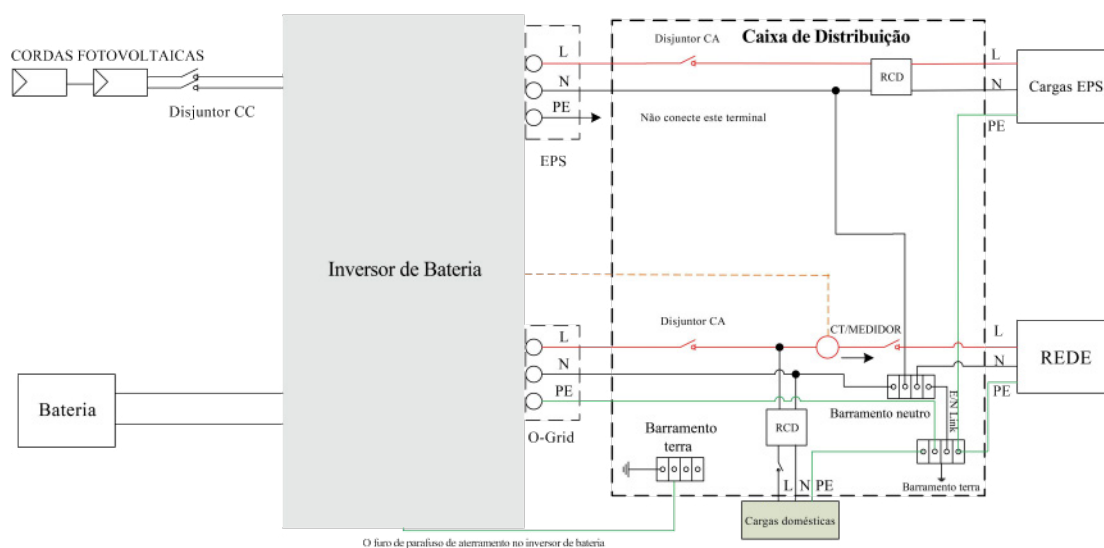 CORDAS FOTOVOLTAICAS
Disjuntor CC
Inversor de Bateria
Bateria
L
N
PE
EPS
Disjuntor CA
Caixa de Distribuição
RCD
Não conecte este terminal
L
N
PE
Cargas EPS
L
N
PE
O-Grid
Disjuntor CA
CT/MEDIDOR
L
N
PE
REDE
Barramento neutro
E/N Link
RCD
Barramento
terra
Barramento terra
L N PE
Cargas domésticas
O furo de parafuso de aterramento no inversor de bateria